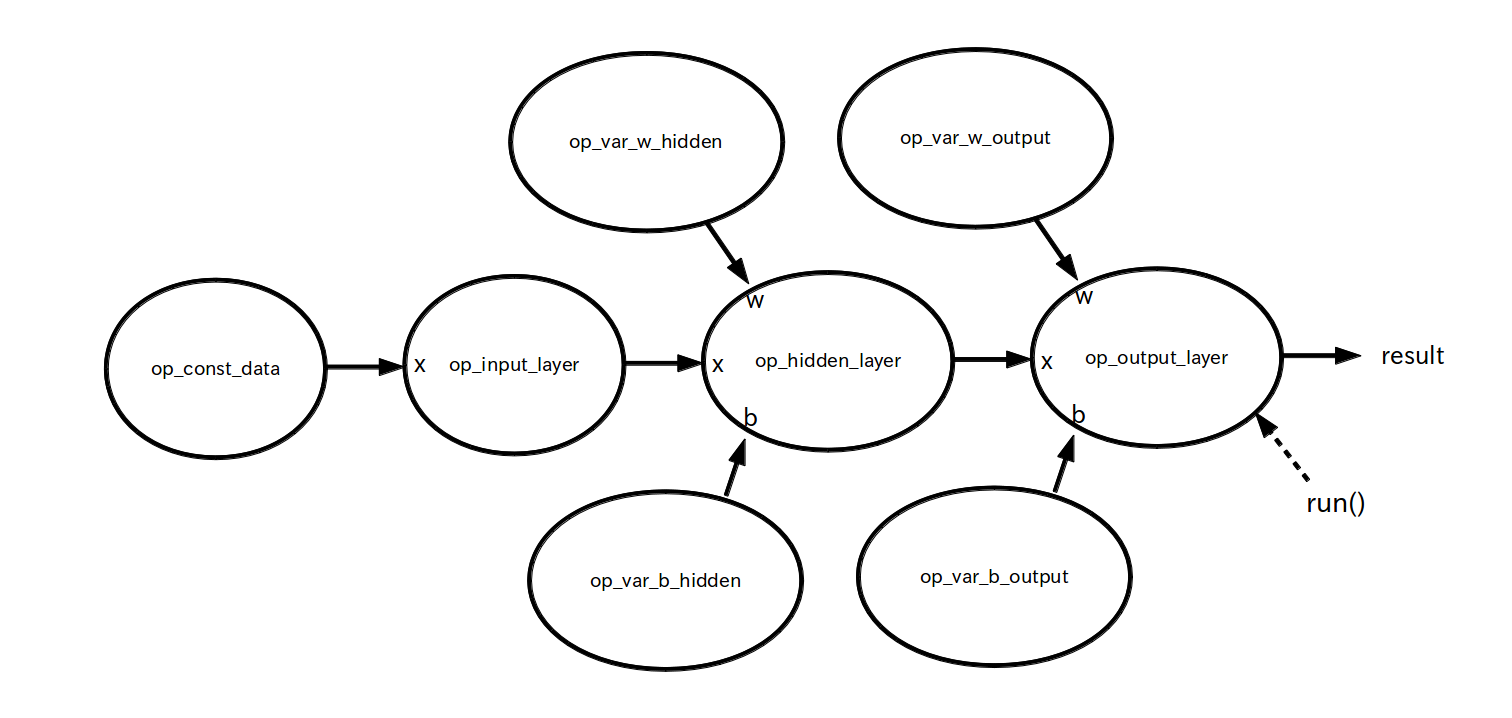 op_var_w_hidden
op_var_w_output
w
w
op_const_data
x
op_input_layer
x
op_hidden_layer
x
op_output_layer
result
b
b
run()
op_var_b_hidden
op_var_b_output